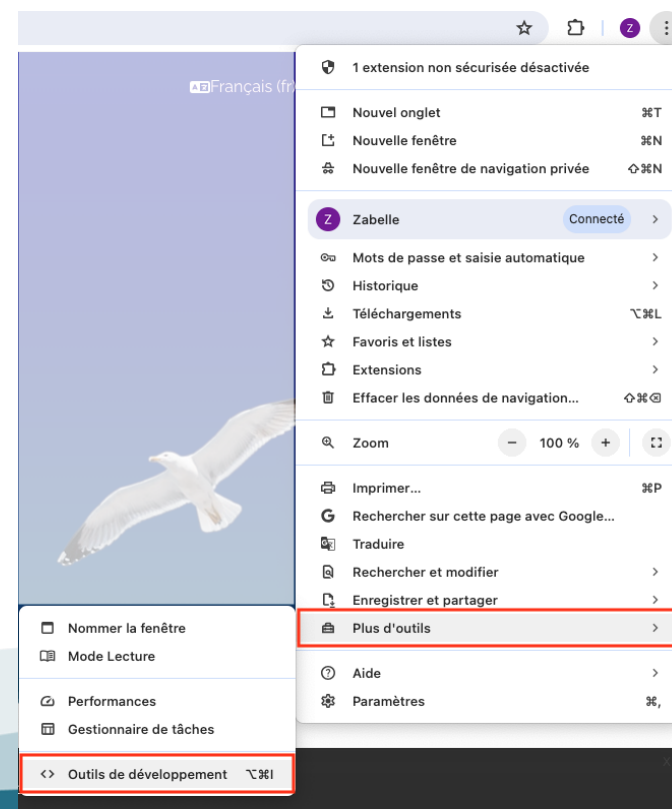 Z
Français (fr)
1 extension non sécurisée désactivée
Nouvel onglet ⌘T
Nouvelle fenêtre ⌘N
Nouvelle fenêtre de navigation privée ⇧⌘N
Z Zabelle Connecté
Mots de passe et saisie automatique
Historique
Téléchargements ⌥⌘L
Favoris et listes
Extensions
Effacer les données de navigation... ⇧⌘⌫
Zoom − 100 % +
Imprimer... ⌘P
G Rechercher sur cette page avec Google...
Traduire
Rechercher et modifier
Enregistrer et partager
Plus d'outils
Aide
Paramètres ⌘,
Nommer la fenêtre
Mode Lecture
Performances
Gestionnaire de tâches
Outils de développement ⌥⌘I